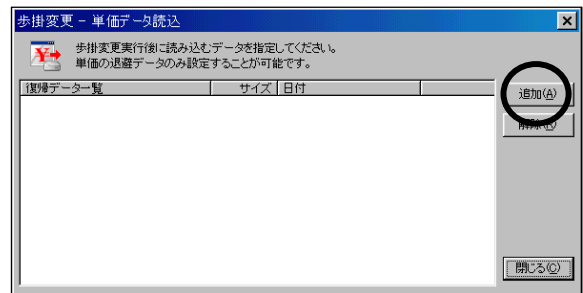 歩掛変更 - 単価データ読込
歩掛変更実行後に読み込むデータを指定してください。
単価の退避データのみ設定することが可能です。
復帰データ一覧 サイズ 日付
追加(A)
解除(R)
閉じる(C)